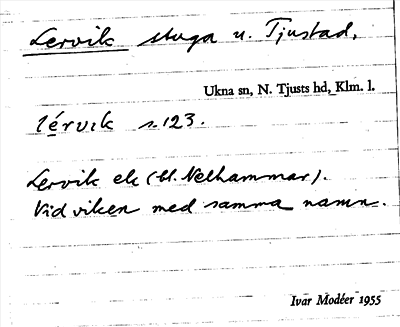 Lervik stuga u. Tjustad,
Ukna sn, N. Tjusts hd, Klm. l.
lérvik s. 123.
Lervik ek (bl. Nelhammar).
Vid viken med samma namn.
Ivar Modéer 1955